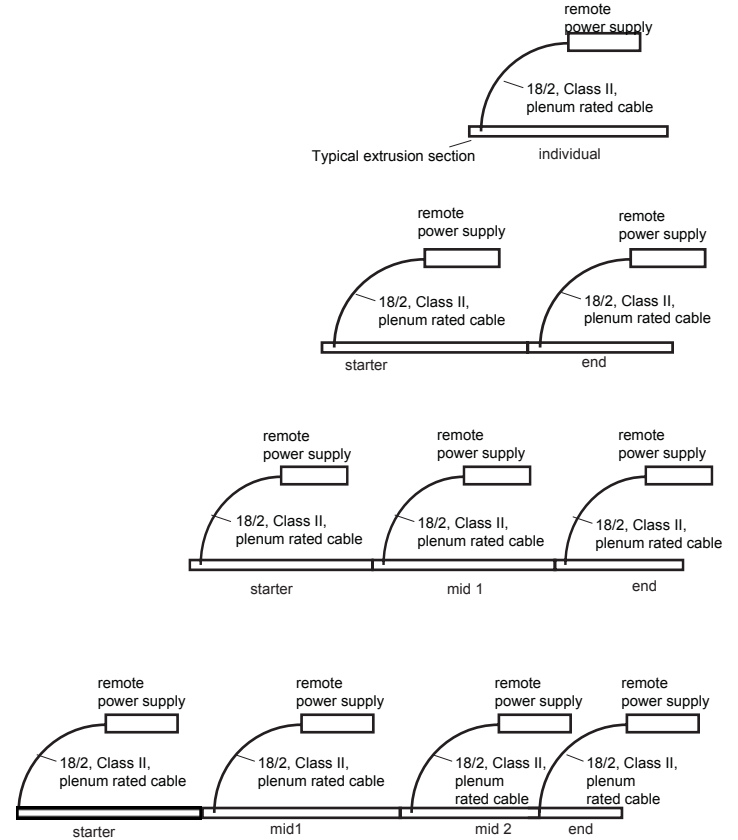 remote
power supply
18/2, Class II,
plenum rated cable
Typical extrusion section
individual
remote
power supply
18/2, Class II,
plenum rated cable
remote
power supply
18/2, Class II,
plenum rated cable
starter
end
remote
power supply
18/2, Class II,
plenum rated cable
remote
power supply
18/2, Class II,
plenum rated cable
remote
power supply
18/2, Class II,
plenum rated cable
starter
mid 1
end
remote
power supply
18/2, Class II,
plenum rated cable
remote
power supply
18/2, Class II,
plenum rated cable
remote
power supply
18/2, Class II,
plenum
rated cable
remote
power supply
18/2, Class II,
plenum
rated cable
starter
mid1
mid 2
end